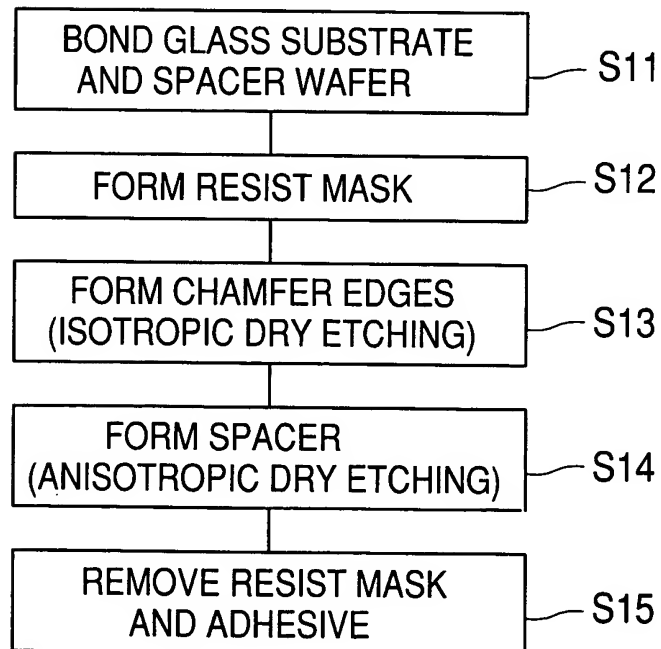 BOND GLASS SUBSTRATE
AND SPACER WAFER
S11
FORM RESIST MASK
S12
FORM CHAMFER EDGES
(ISOTROPIC DRY ETCHING)
S13
FORM SPACER
(ANISOTROPIC DRY ETCHING)
S14
REMOVE RESIST MASK
AND ADHESIVE
S15